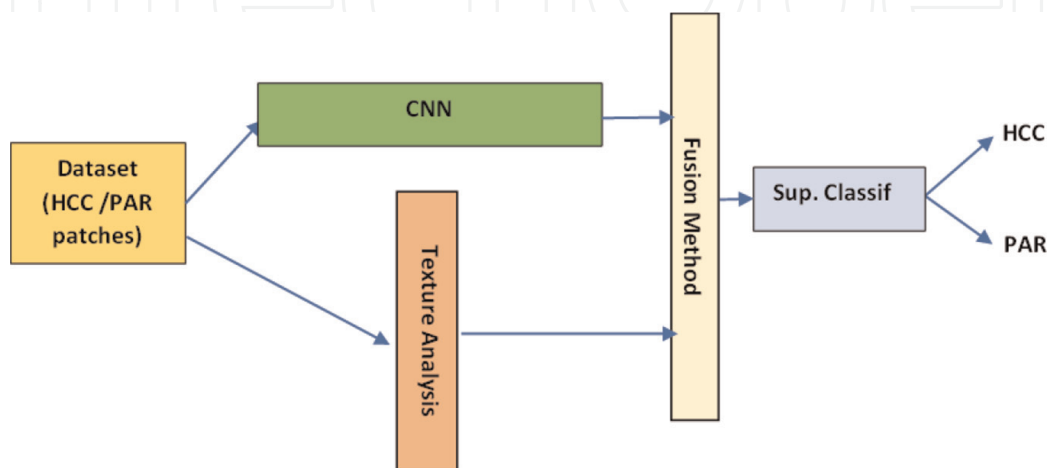 CNN
Dataset
(HCC /PAR
patches)
Texture Analysis
Fusion Method
Sup. Classif
HCC
PAR